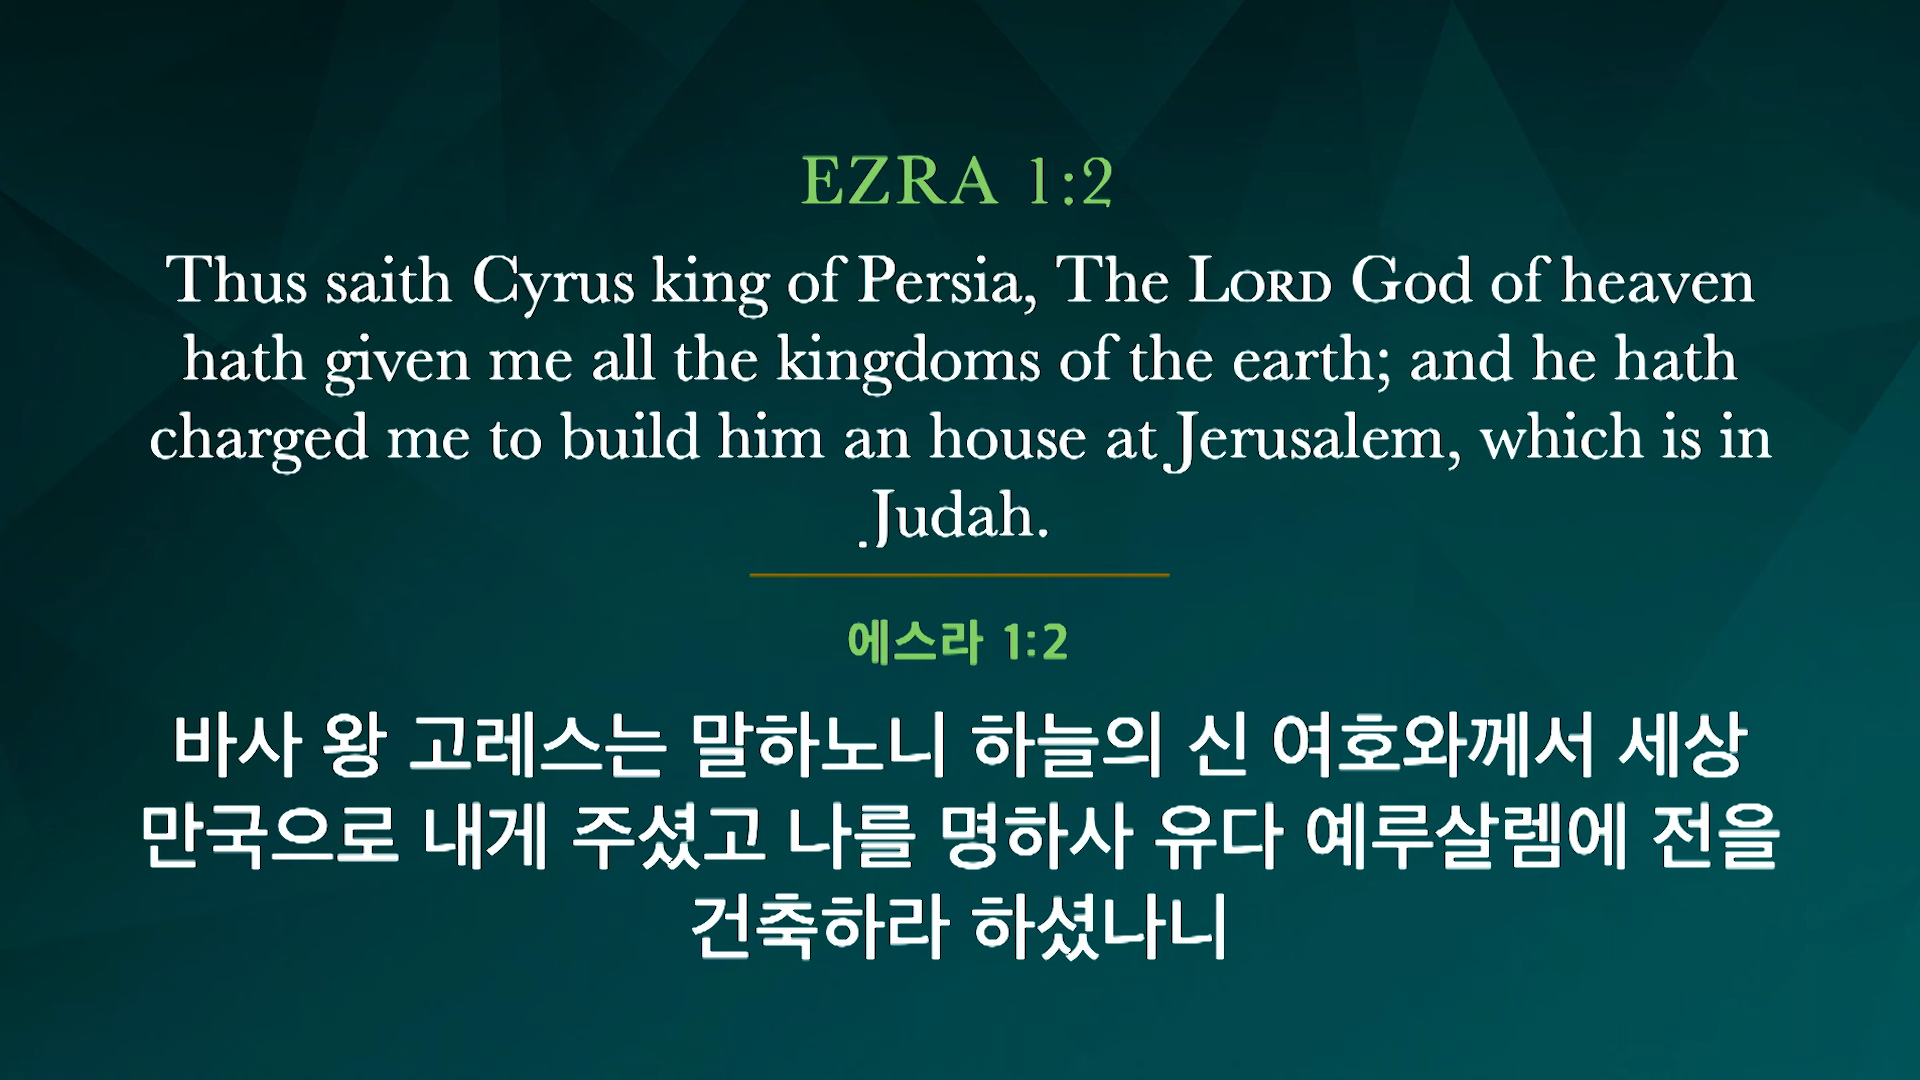 EZRA 1:2
Thus saith Cyrus king of Persia, The LORD God of heaven
hath given me all the kingdoms of the earth; and he hath
charged me to build him an house at Jerusalem, which is in
Judah.
에스라 1:2
바사 왕 고레스는 말하노니 하늘의 신 여호와께서 세상
만국으로 내게 주셨고 나를 명하사 유다 예루살렘에 전을
건축하라 하셨나니